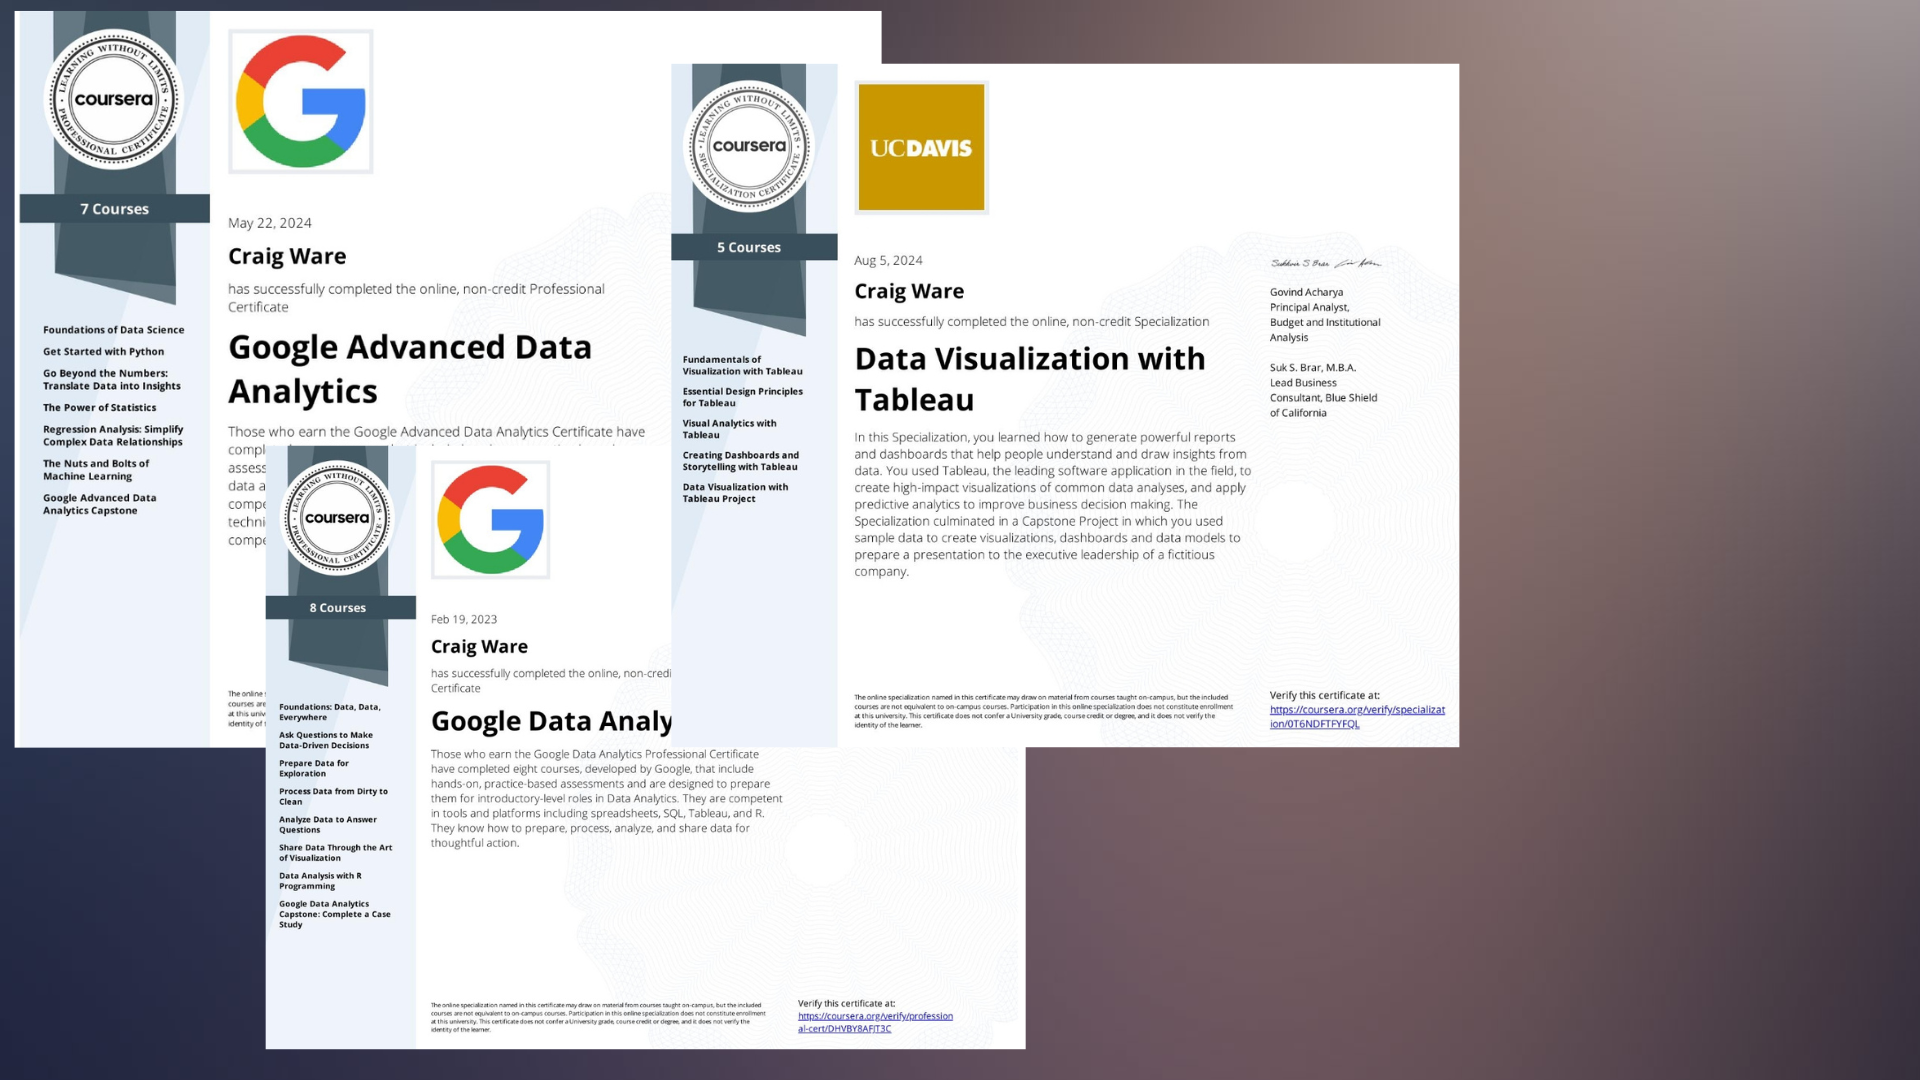 LEARNING WITHOUT LIMITS
coursera
PROFESSIONAL CERTIFICATE
7 Courses
Foundations of Data Science
Get Started with Python
Go Beyond the Numbers:
Translate Data into Insights
The Power of Statistics
Regression Analysis: Simplify
Complex Data Relationships
The Nuts and Bolts of
Machine Learning
Google Advanced Data
Analytics Capstone
May 22, 2024
Craig Ware
has successfully completed the online, non-credit Professional
Certificate
Google Advanced Data
Analytics
Those who earn the Google Advanced Data Analytics Certificate have
compl
assess
data a
compe
techni
compe
The online
courses are
at this univ
identity of
LEARNING WITHOUT LIMITS
coursera
SPECIALIZATION CERTIFICATE
5 Courses
Fundamentals of
Visualization with Tableau
Essential Design Principles
for Tableau
Visual Analytics with
Tableau
Creating Dashboards and
Storytelling with Tableau
Data Visualization with
Tableau Project
UCDAVIS
Aug 5, 2024
Craig Ware
has successfully completed the online, non-credit Specialization
Data Visualization with
Tableau
In this Specialization, you learned how to generate powerful reports
and dashboards that help people understand and draw insights from
data. You used Tableau, the leading software application in the field, to
create high-impact visualizations of common data analyses, and apply
predictive analytics to improve business decision making. The
Specialization culminated in a Capstone Project in which you used
sample data to create visualizations, dashboards and data models to
prepare a presentation to the executive leadership of a fictitious
company.
Govind Acharya
Principal Analyst,
Budget and Institutional
Analysis
Suk S. Brar, M.B.A.
Lead Business
Consultant, Blue Shield
of California
The online specialization named in this certificate may draw on material from courses taught on-campus, but the included
courses are not equivalent to on-campus courses. Participation in this online specialization does not constitute enrollment
at this university. This certificate does not confer a University grade, course credit or degree, and it does not verify the
identity of the learner.
Verify this certificate at:
https://coursera.org/verify/specializat
ion/0T6NDFTFYFQL
LEARNING WITHOUT LIMITS
coursera
PROFESSIONAL CERTIFICATE
8 Courses
Foundations: Data, Data,
Everywhere
Ask Questions to Make
Data-Driven Decisions
Prepare Data for
Exploration
Process Data from Dirty to
Clean
Analyze Data to Answer
Questions
Share Data Through the Art
of Visualization
Data Analysis with R
Programming
Google Data Analytics
Capstone: Complete a Case
Study
Feb 19, 2023
Craig Ware
has successfully completed the online, non-credi
Certificate
Google Data Analy
Those who earn the Google Data Analytics Professional Certificate
have completed eight courses, developed by Google, that include
hands-on, practice-based assessments and are designed to prepare
them for introductory-level roles in Data Analytics. They are competent
in tools and platforms including spreadsheets, SQL, Tableau, and R.
They know how to prepare, process, analyze, and share data for
thoughtful action.
The online specialization named in this certificate may draw on material from courses taught on-campus, but the included
courses are not equivalent to on-campus courses. Participation in this online specialization does not constitute enrollment
at this university. This certificate does not confer a University grade, course credit or degree, and it does not verify the
identity of the learner.
Verify this certificate at:
https://coursera.org/verify/profession
al-cert/DHVBY8AFJT3C